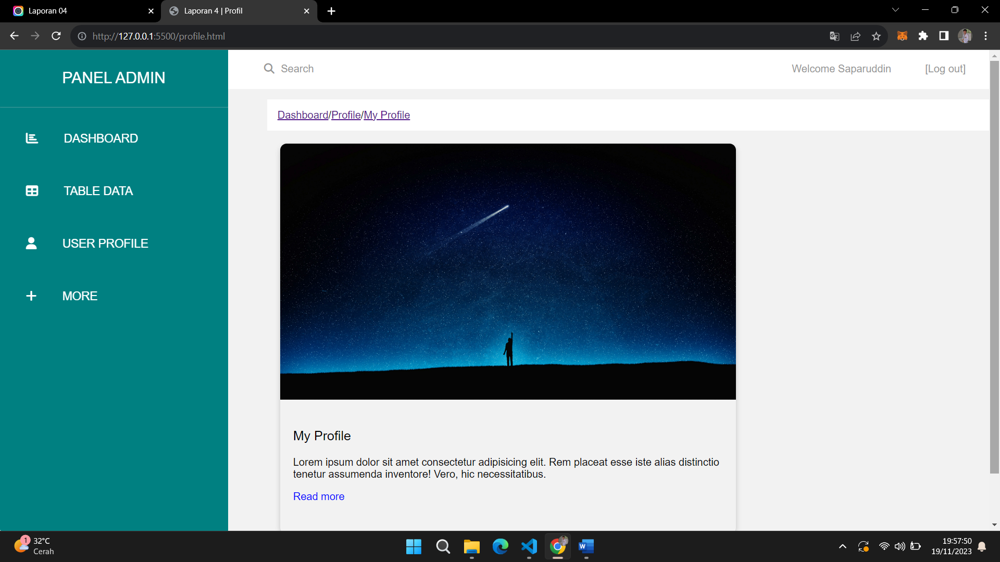 Laporan 04
Laporan 4 | Profil
http://127.0.0.1:5500/profile.html
PANEL ADMIN
DASHBOARD
TABLE DATA
USER PROFILE
MORE
Search
Welcome Saparuddin
[Log out]
Dashboard/Profile/My Profile
My Profile
Lorem ipsum dolor sit amet consectetur adipisicing elit. Rem placeat esse iste alias distinctio
tenetur assumenda inventore! Vero, hic necessitatibus.
Read more
1
32°C
Cerah
W
19:57:50
19/11/2023